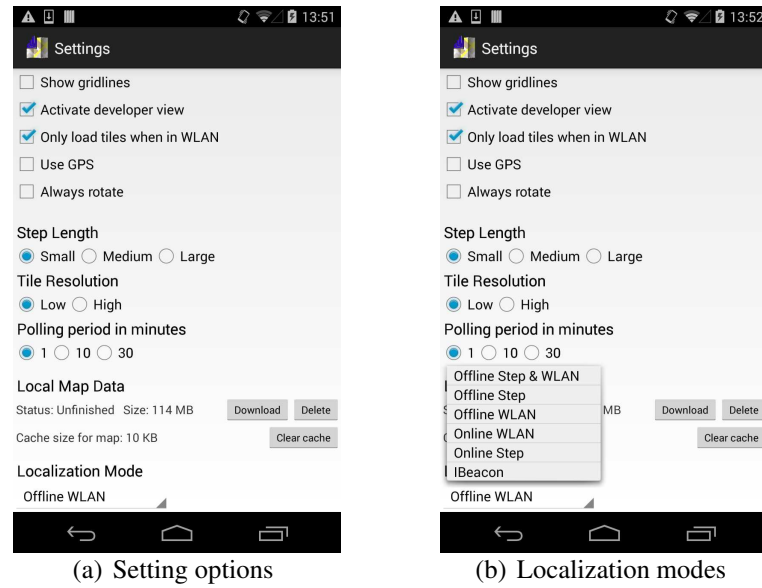 13:51
Settings
Show gridlines
Activate developer view
Only load tiles when in WLAN
Use GPS
Always rotate
Step Length
Small Medium Large
Tile Resolution
Low High
Polling period in minutes
1 10 30
Local Map Data
Status: Unfinished Size: 114 MB Download Delete
Cache size for map: 10 KB Clear cache
Localization Mode
Offline WLAN
(a) Setting options
13:52
Settings
Show gridlines
Activate developer view
Only load tiles when in WLAN
Use GPS
Always rotate
Step Length
Small Medium Large
Tile Resolution
Low High
Polling period in minutes
1 10 30
Offline Step & WLAN
Offline Step
Offline WLAN
MB Download Delete
Online WLAN
Online Step
Clear cache
IBeacon
Offline WLAN
(b) Localization modes